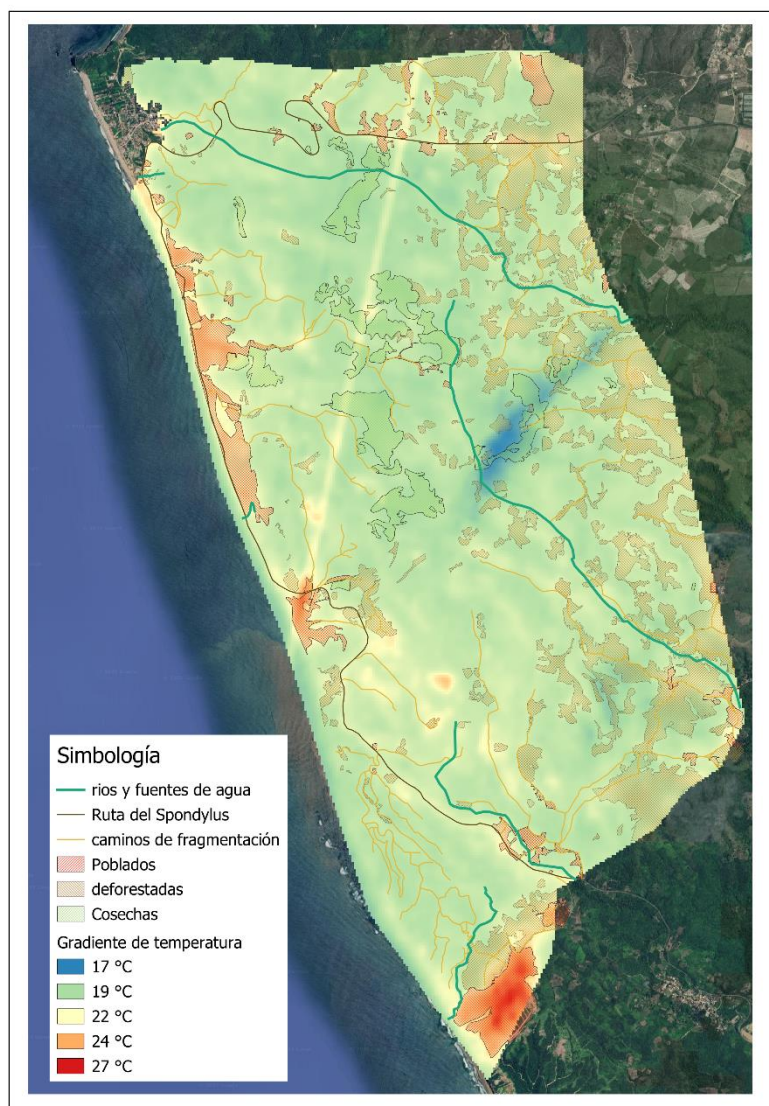 Simbología
rios y fuentes de agua
Ruta del Spondylus
caminos de fragmentación
Poblados
deforestadas
Cosechas
Gradiente de temperatura
17 °C
19 °C
22 °C
24 °C
27 °C